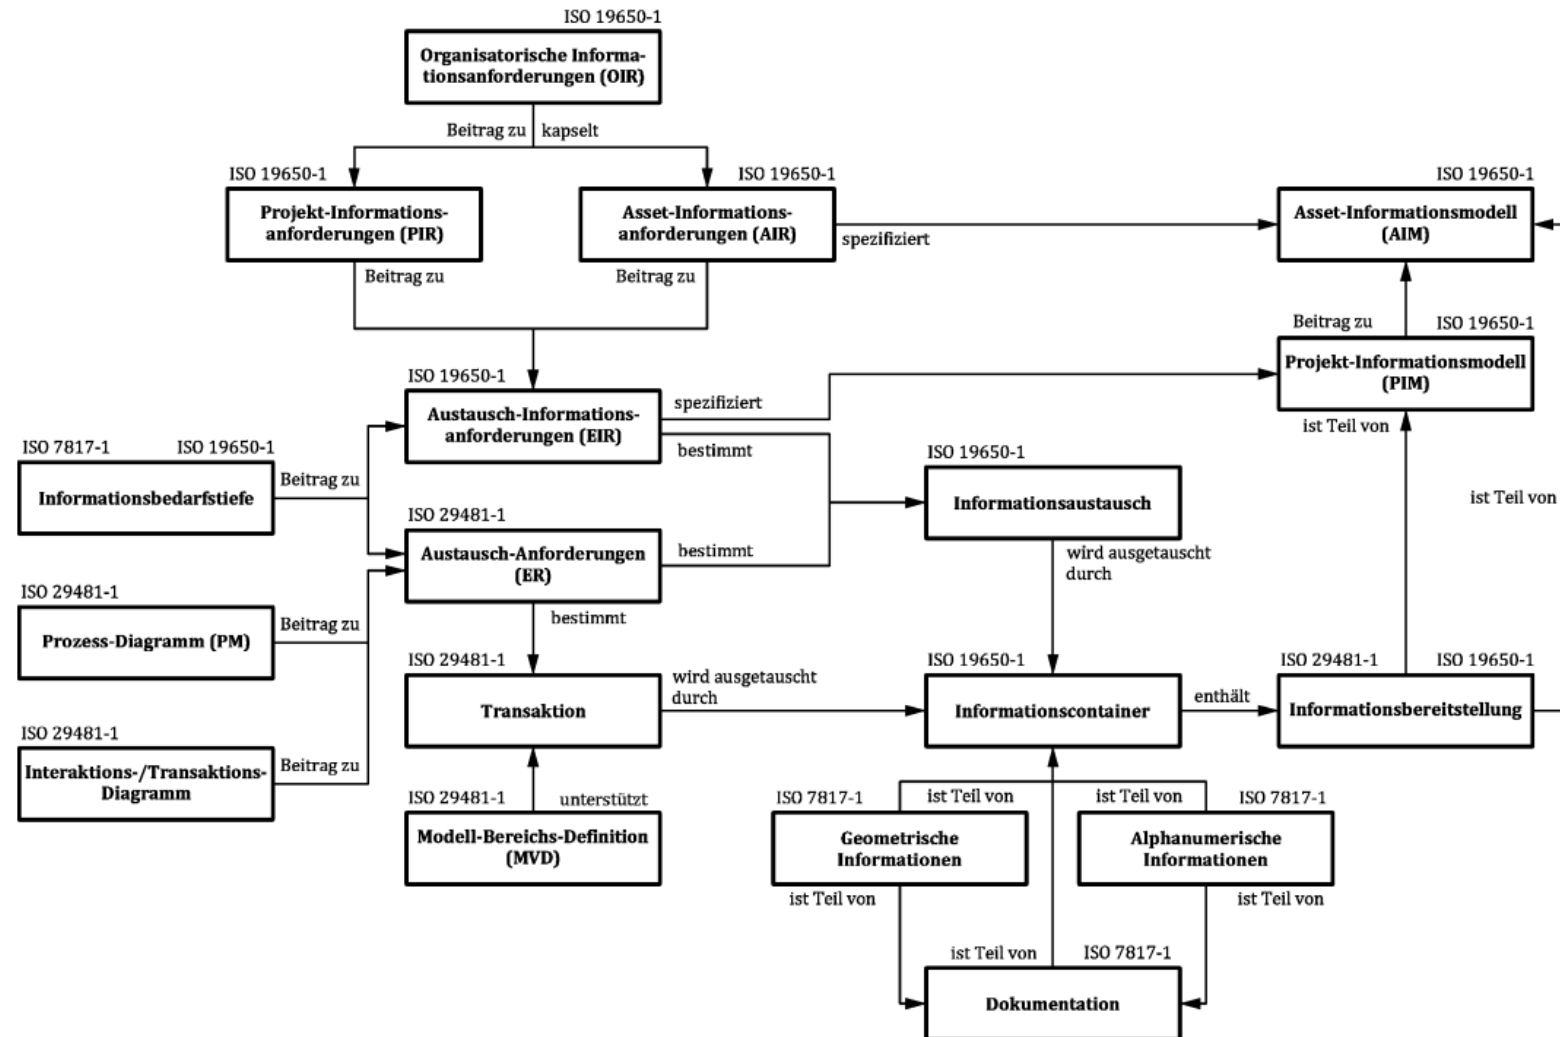 ISO 19650-1
Organisatorische Informa-
tionsanforderungen (OIR)
Beitrag zu
kapselt
ISO 19650-1
Projekt-Informations-
anforderungen (PIR)
ISO 19650-1
Asset-Informations-
anforderungen (AIR)
spezifiziert
ISO 19650-1
Asset-Informationsmodell
(AIM)
Beitrag zu
Beitrag zu
Beitrag zu
ISO 19650-1
Projekt-Informationsmodell
(PIM)
ISO 19650-1
Austausch-Informations-
anforderungen (EIR)
spezifiziert
bestimmt
ist Teil von
ISO 7817-1
ISO 19650-1
Informationsbedarfstiefe
Beitrag zu
ISO 19650-1
Informationsaustausch
ist Teil von
ISO 29481-1
Austausch-Anforderungen
(ER)
bestimmt
wird ausgetauscht
durch
ISO 29481-1
Prozess-Diagramm (PM)
Beitrag zu
bestimmt
ISO 29481-1
Transaktion
wird ausgetauscht
durch
ISO 19650-1
Informationscontainer
enthält
ISO 29481-1
ISO 19650-1
Informationsbereitstellung
ISO 29481-1
Interaktions-/Transaktions-
Diagramm
Beitrag zu
ISO 29481-1
unterstützt
Modell-Bereichs-Definition
(MVD)
ISO 7817-1
ist Teil von
Geometrische
Informationen
ist Teil von
ist Teil von
ISO 7817-1
Alphanumerische
Informationen
ist Teil von
ist Teil von
ISO 7817-1
Dokumentation